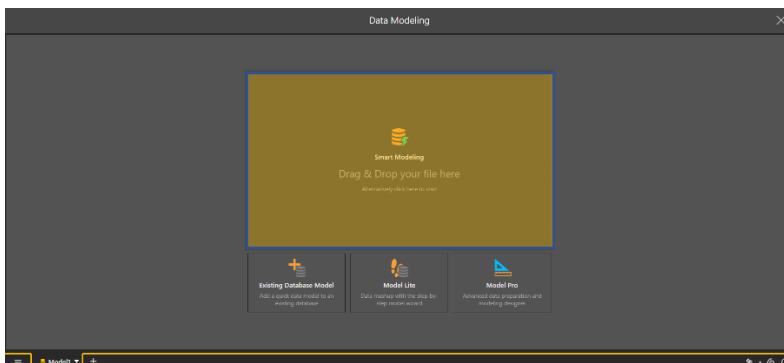 Data Modeling
Smart Modeling
Drag & Drop your file here
Alternatively click here to start
Existing Database Model
Add a quick data model to an
existing database
Model Lite
Data mashup with the step-by-
step model wizard
Model Pro
Advanced data preparation and
modeling designer
Model1